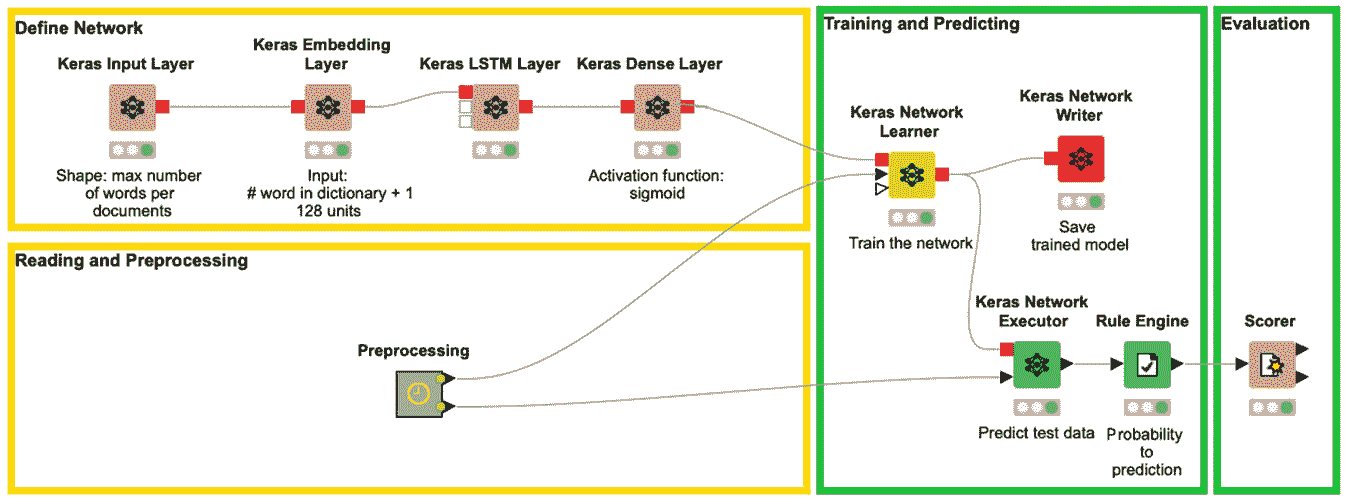 Define Network
Keras Input Layer
Shape: max number
of words per
documents
Keras Embedding
Layer
Input:
# word in dictionary + 1
128 units
Keras LSTM Layer
Keras Dense Layer
Activation function:
sigmoid
Reading and Preprocessing
Preprocessing
Training and Predicting
Keras Network
Learner
Train the network
Keras Network
Writer
Save
trained model
Keras Network
Executor
Predict test data
Rule Engine
Probability
to
prediction
Evaluation
Scorer